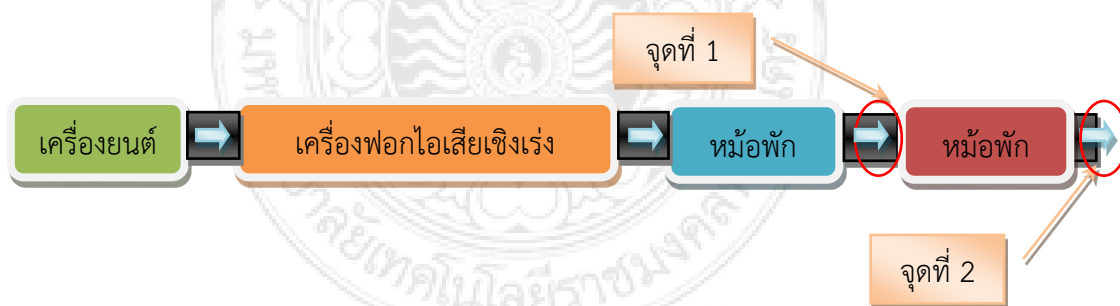 จุดที่ 1
เครื่องยนต์
เครื่องฟอกไอเสียเชิงเร่ง
หม้อพัก
หม้อพัก
จุดที่ 2